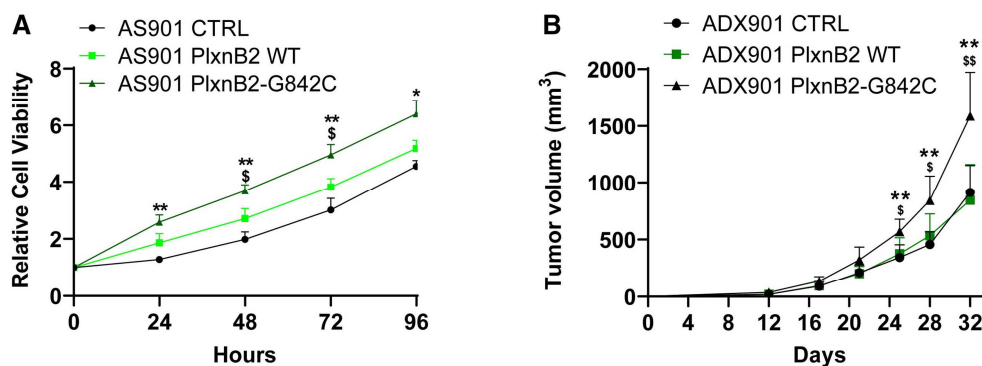 A
AS901 CTRL
AS901 PlxnB2 WT
AS901 PlxnB2-G842C
Relative Cell Viability
8
6
4
2
0
**
**
$
**
$
*
0 24 48 72 96
Hours
B
ADX901 CTRL
ADX901 PlxnB2 WT
ADX901 PlxnB2-G842C
Tumor volume (mm³)
2000
1500
1000
500
0
**
$
**
$
**
$$
0 4 8 12 16 20 24 28 32
Days